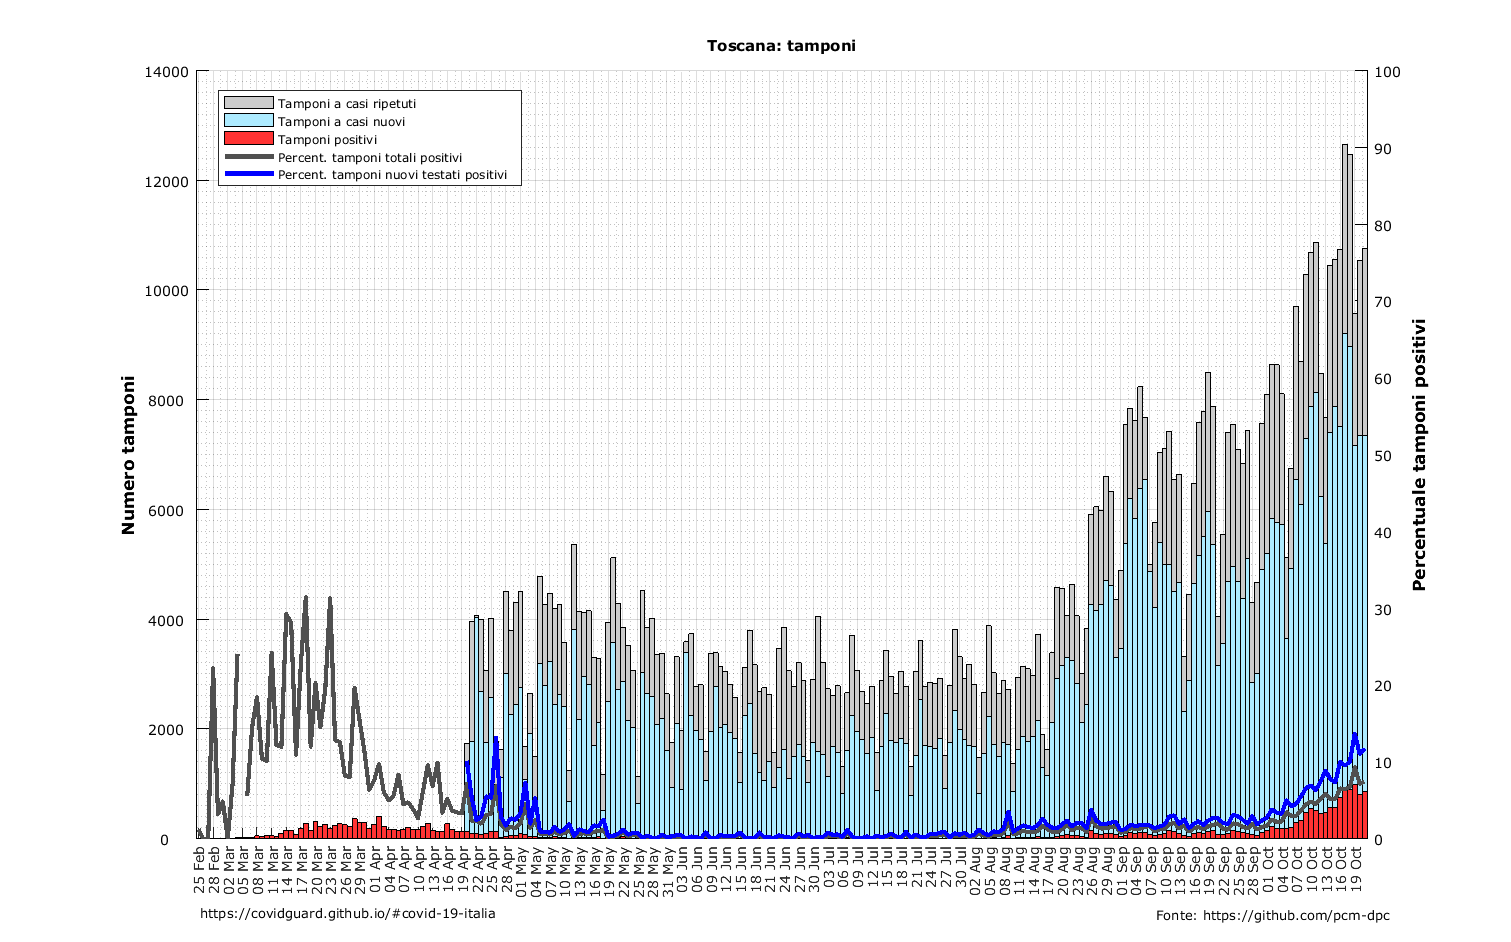 Toscana: tamponi
14000
12000
10000
8000
6000
4000
2000
0
Numero tamponi
Tamponi a casi ripetuti
Tamponi a casi nuovi
Tamponi positivi
Percent. tamponi totali positivi
Percent. tamponi nuovi testati positivi
100
90
80
70
60
50
40
30
20
10
0
Percentuale tamponi positivi
25 Feb
28 Feb
02 Mar
05 Mar
08 Mar
11 Mar
14 Mar
17 Mar
20 Mar
23 Mar
26 Mar
29 Mar
01 Apr
04 Apr
07 Apr
10 Apr
13 Apr
16 Apr
19 Apr
22 Apr
25 Apr
28 Apr
01 May
04 May
07 May
10 May
13 May
16 May
19 May
22 May
25 May
28 May
31 May
03 Jun
06 Jun
09 Jun
12 Jun
15 Jun
18 Jun
21 Jun
24 Jun
27 Jun
30 Jun
03 Jul
06 Jul
09 Jul
12 Jul
15 Jul
18 Jul
21 Jul
24 Jul
27 Jul
30 Jul
02 Aug
05 Aug
08 Aug
11 Aug
14 Aug
17 Aug
20 Aug
23 Aug
26 Aug
29 Aug
01 Sep
04 Sep
07 Sep
10 Sep
13 Sep
16 Sep
19 Sep
22 Sep
25 Sep
28 Sep
01 Oct
04 Oct
07 Oct
10 Oct
13 Oct
16 Oct
19 Oct
https://covidguard.github.io/#covid-19-italia
Fonte: https://github.com/pcm-dpc